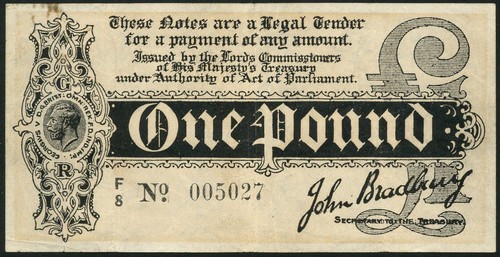 These Notes are a Legal Tender
for a payment of any amount.
Issued by the Lords Commissioners
of His Majesty's Treasury
under Authority of Act of Parliament.
£
G
R
One Pound
£1
F/8 No. 005027
John Bradbury
SECRETARY TO THE TREASURY.